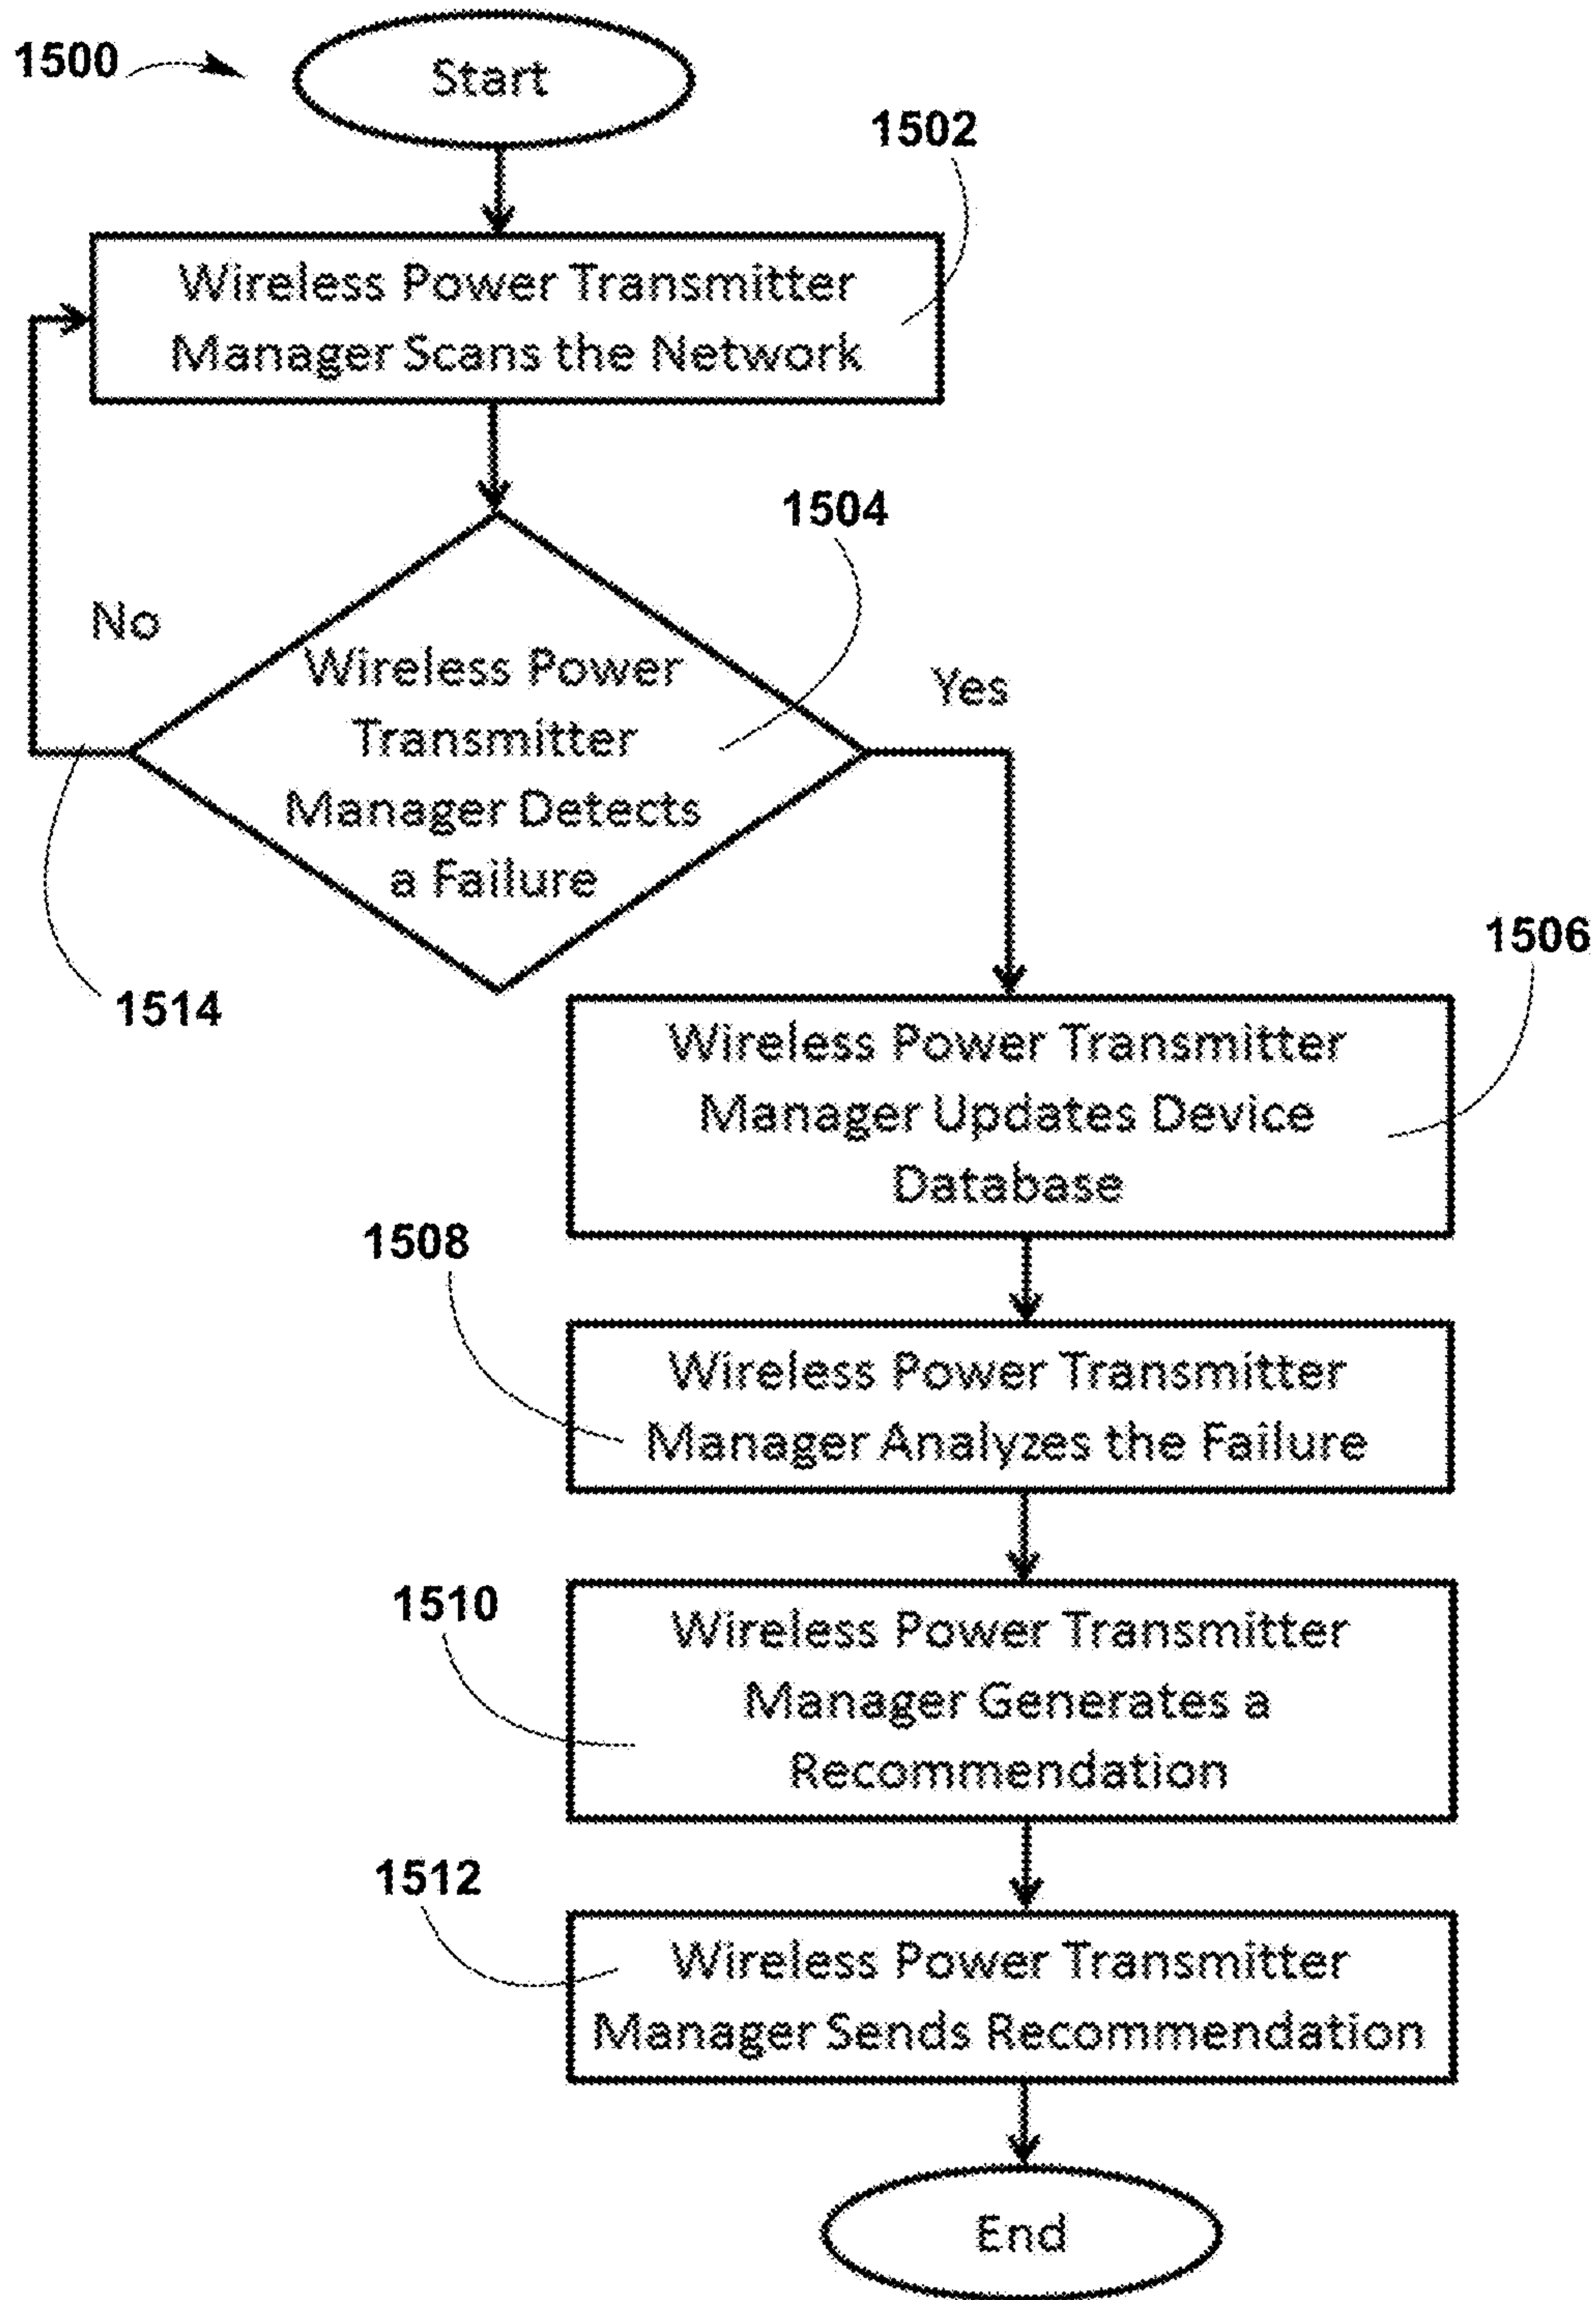 1500
Start
1502
Wireless Power Transmitter
Manager Scans the Network
1504
No
Wireless Power
Transmitter
Manager Detects
a Failure
Yes
1514
1506
Wireless Power Transmitter
Manager Updates Device
Database
1508
Wireless Power Transmitter
Manager Analyzes the Failure
1510
Wireless Power Transmitter
Manager Generates a
Recommendation
1512
Wireless Power Transmitter
Manager Sends Recommendation
End